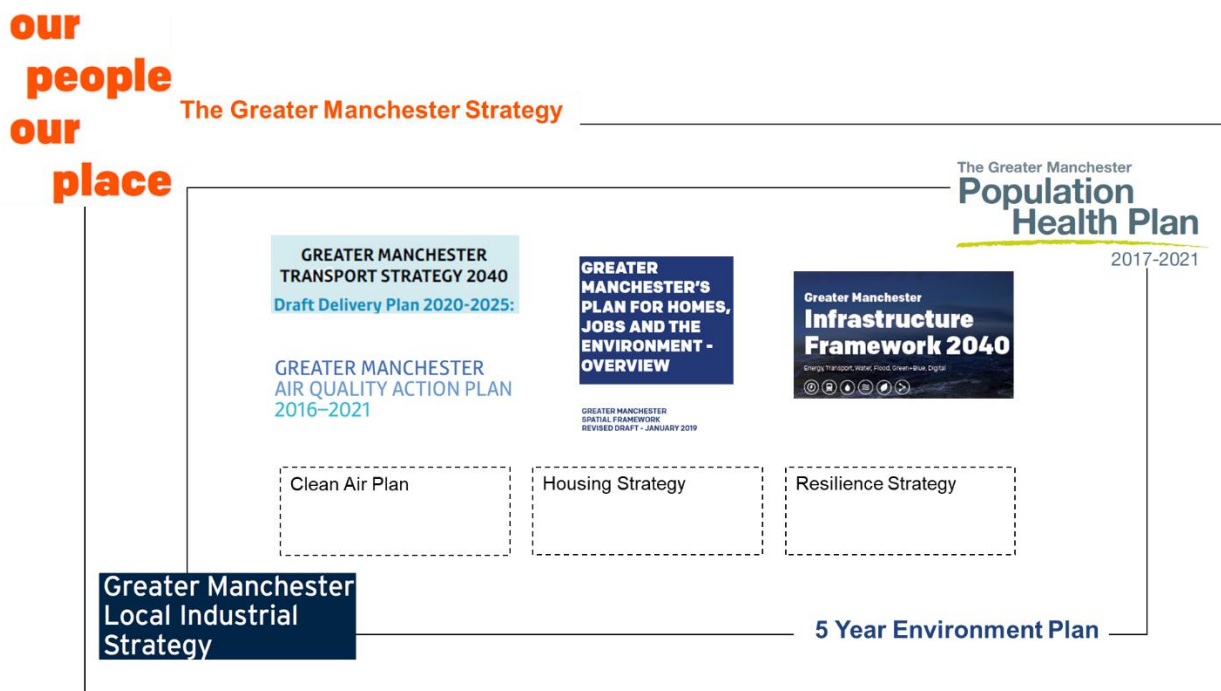 our
people
our
place
The Greater Manchester Strategy
The Greater Manchester
Population
Health Plan
2017-2021
GREATER MANCHESTER
TRANSPORT STRATEGY 2040
Draft Delivery Plan 2020-2025:
GREATER MANCHESTER
AIR QUALITY ACTION PLAN
2016–2021
GREATER
MANCHESTER'S
PLAN FOR HOMES,
JOBS AND THE
ENVIRONMENT -
OVERVIEW
GREATER MANCHESTER
SPATIAL FRAMEWORK
REVISED DRAFT - JANUARY 2019
Greater Manchester
Infrastructure
Framework 2040
Energy, Transport, Water, Flood, Green+Blue, Digital
Clean Air Plan
Housing Strategy
Resilience Strategy
Greater Manchester
Local Industrial
Strategy
5 Year Environment Plan